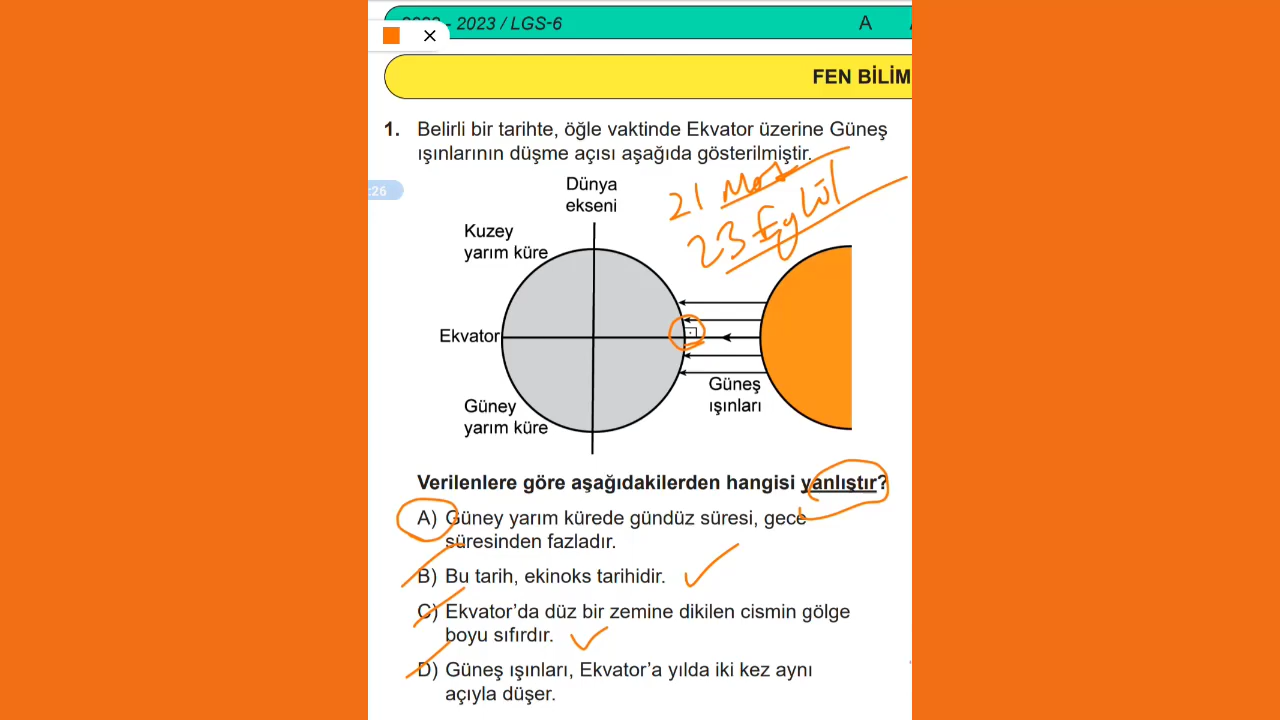 - 2023 / LGS-6
A
:26
FEN BİLİM
1. Belirli bir tarihte, öğle vaktinde Ekvator üzerine Güneş
ışınlarının düşme açısı aşağıda gösterilmiştir.
Dünya
ekseni
21 Mart
23 Eylül
Kuzey
yarım küre
Ekvator
Güneş
ışınları
Güney
yarım küre
Verilenlere göre aşağıdakilerden hangisi yanlıştır?
A) Güney yarım kürede gündüz süresi, gece
süresinden fazladır.
B) Bu tarih, ekinoks tarihidir.
C) Ekvator’da düz bir zemine dikilen cismin gölge
boyu sıfırdır.
D) Güneş ışınları, Ekvator’a yılda iki kez aynı
açıyla düşer.